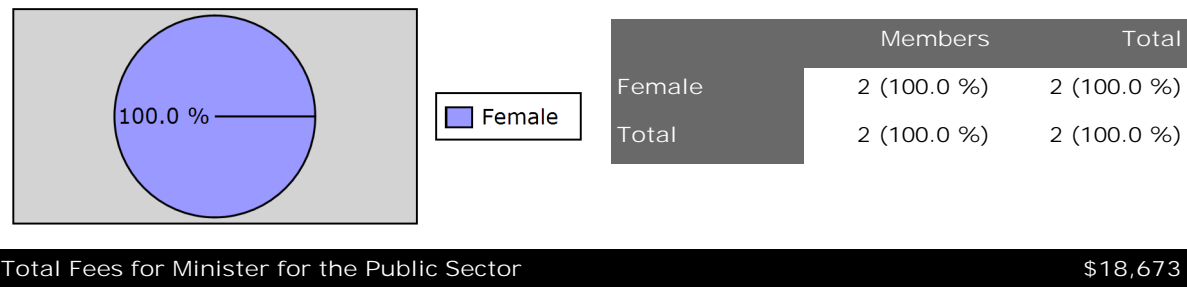 100.0 %
Female
Members Total
Female 2 (100.0 %) 2 (100.0 %)
Total 2 (100.0 %) 2 (100.0 %)
Total Fees for Minister for the Public Sector $18,673